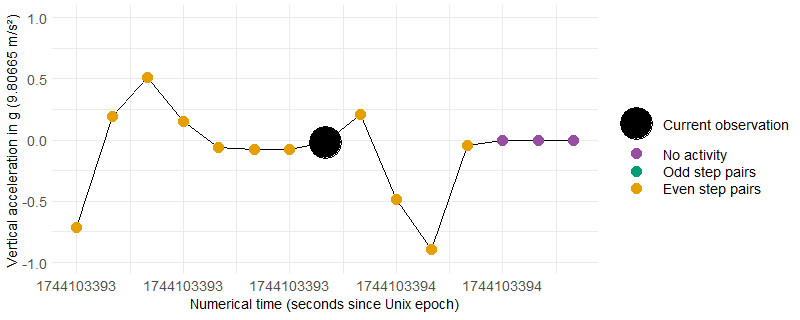 Vertical acceleration in g (9.80665 m/s²)
1.0
0.5
0.0
-0.5
-1.0
1744103393 1744103393 1744103393 1744103394 1744103394
Numerical time (seconds since Unix epoch)
Current observation
No activity
Odd step pairs
Even step pairs